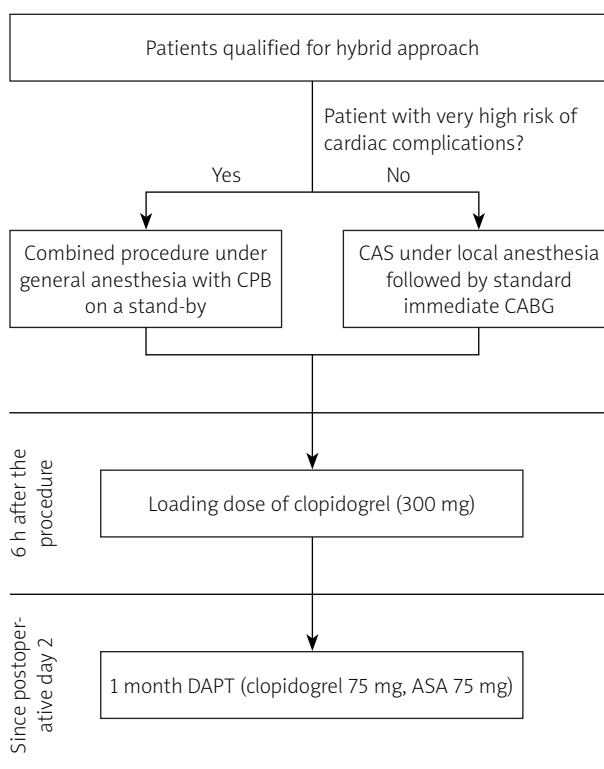 Patients qualified for hybrid approach
Patient with very high risk of
cardiac complications?
Yes
No
Combined procedure under
general anesthesia with CPB
on a stand-by
CAS under local anesthesia
followed by standard
immediate CABG
6 h after the
procedure
Loading dose of clopidogrel (300 mg)
Since postoper-
ative day 2
1 month DAPT (clopidogrel 75 mg, ASA 75 mg)